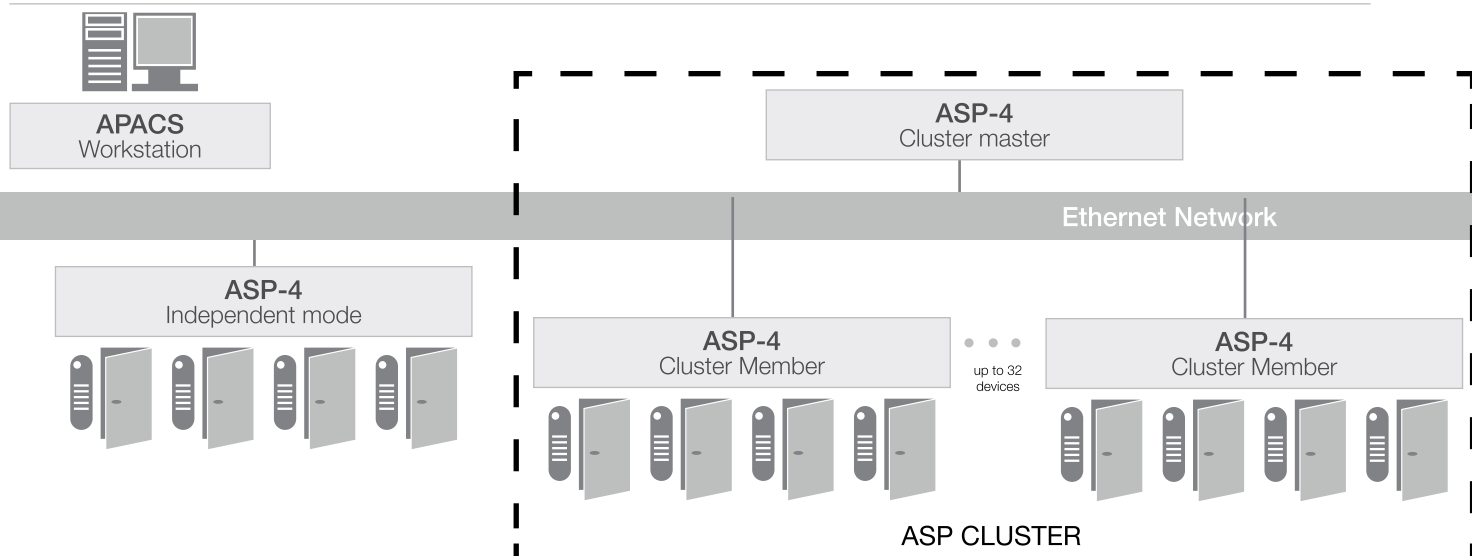 APACS
Workstation
ASP-4
Cluster master
Ethernet Network
ASP-4
Independent mode
ASP-4
Cluster Member
up to 32
devices
ASP-4
Cluster Member
ASP CLUSTER